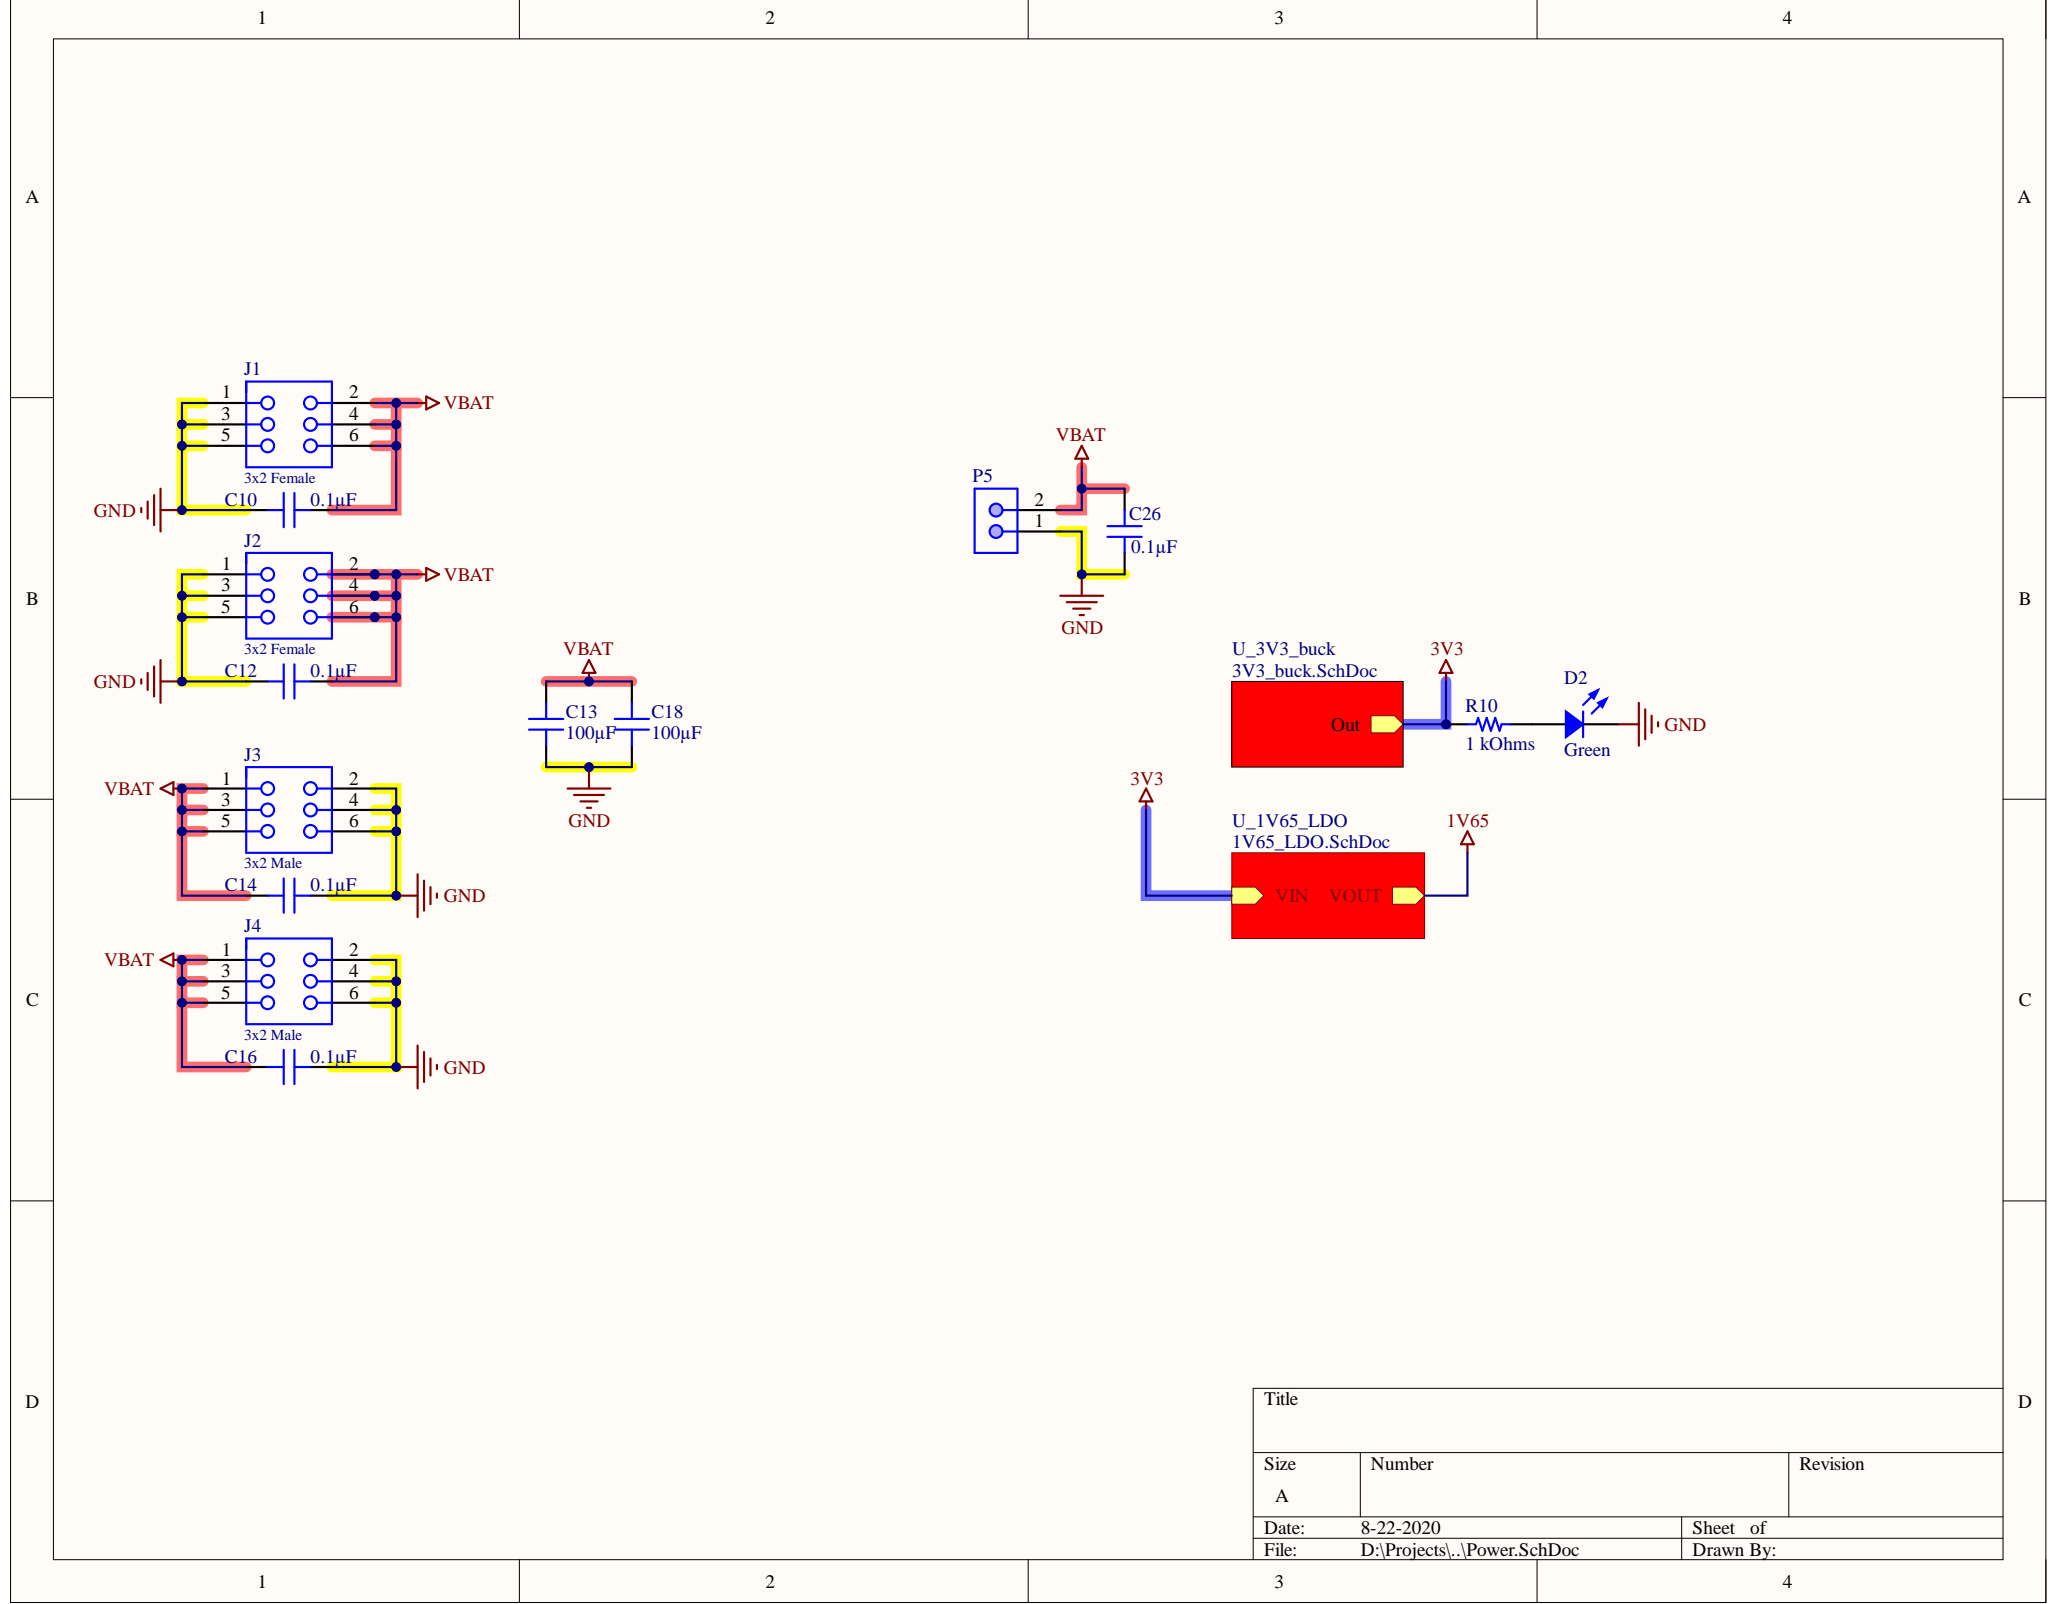 1 2 3 4
A A
B B
C C
D D
J1
1 2
3 4
5 6
VBAT
3x2 Female
C10 0.1µF
GND
J2
1 2
3 4
5 6
VBAT
3x2 Female
C12 0.1µF
GND
J3
1 2
3 4
5 6
VBAT
3x2 Male
C14 0.1µF
GND
J4
1 2
3 4
5 6
VBAT
3x2 Male
C16 0.1µF
GND
VBAT
C13 C18
100µF 100µF
GND
VBAT
P5
2
1
C26
0.1µF
GND
U_3V3_buck
3V3_buck.SchDoc
Out
3V3
R10
1 kOhms
D2
Green
GND
3V3
U_1V65_LDO
1V65_LDO.SchDoc
VIN VOUT
1V65
Title
Size Number Revision
A
Date: 8-22-2020 Sheet of
File: D:\Projects\..\Power.SchDoc Drawn By:
1 2 3 4